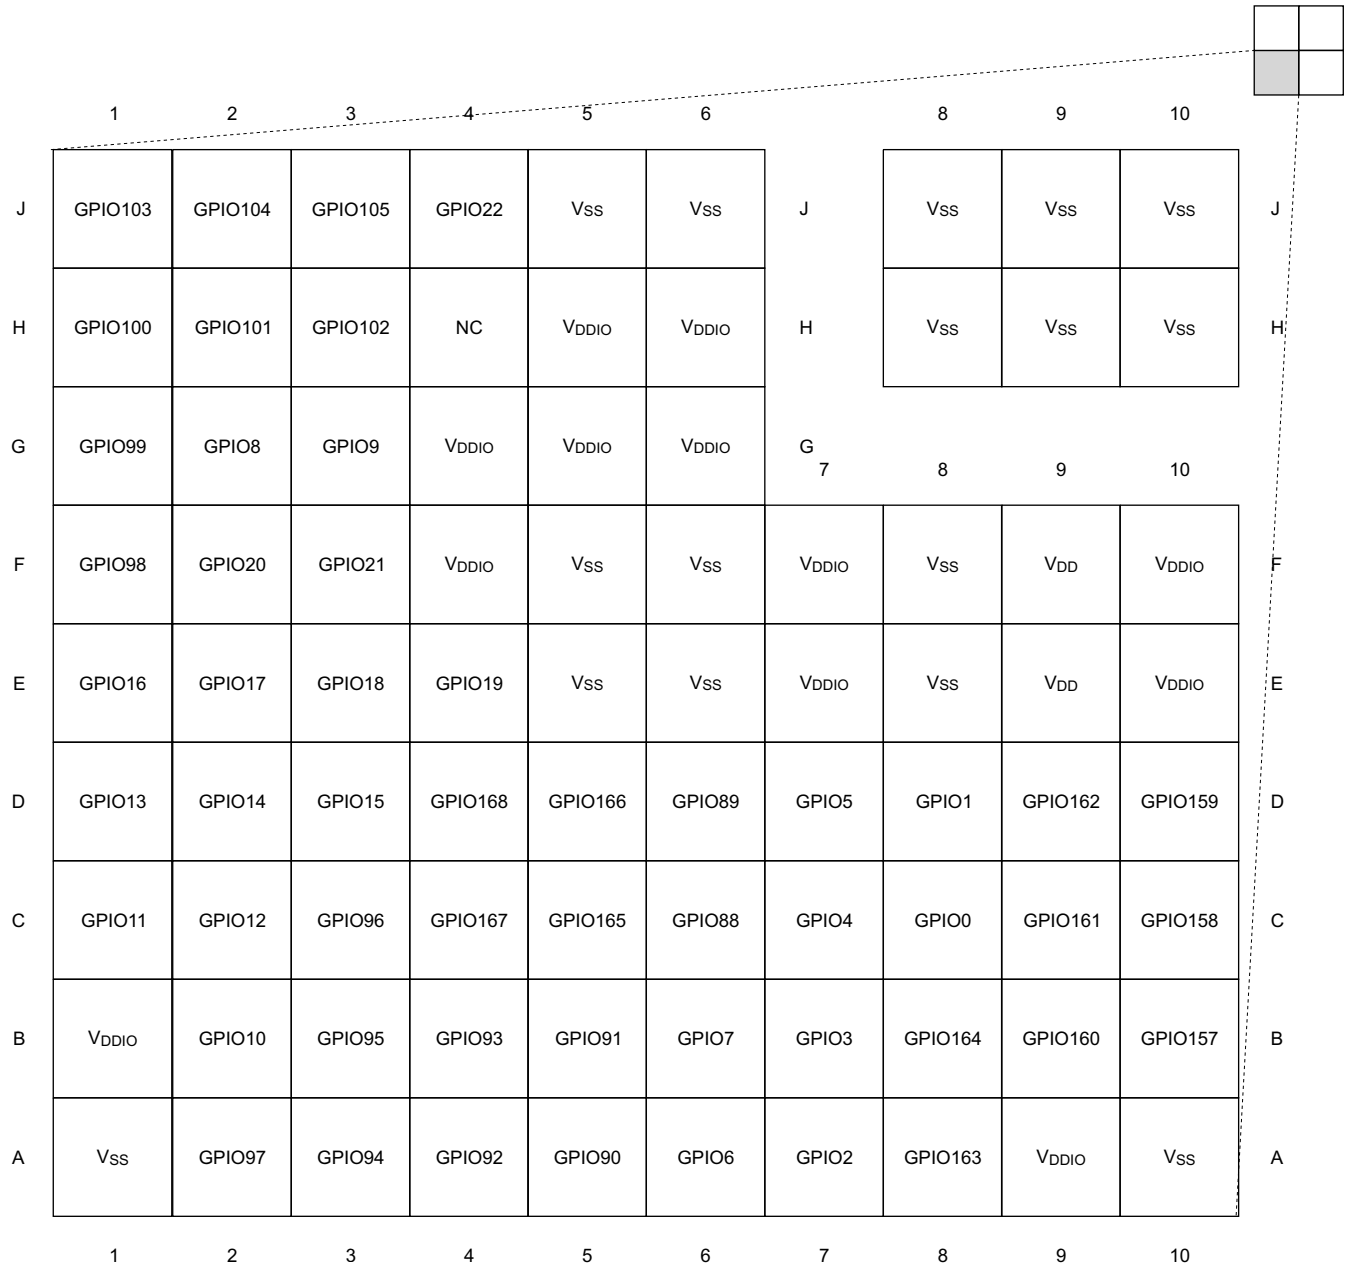 1 2 3 4 5 6 8 9 10
J GPIO103 GPIO104 GPIO105 GPIO22 VSS VSS J VSS VSS VSS J
H GPIO100 GPIO101 GPIO102 NC VDDIO VDDIO H VSS VSS VSS H
G GPIO99 GPIO8 GPIO9 VDDIO VDDIO VDDIO G
7 8 9 10
F GPIO98 GPIO20 GPIO21 VDDIO VSS VSS VDDIO VSS VDD VDDIO F
E GPIO16 GPIO17 GPIO18 GPIO19 VSS VSS VDDIO VSS VDD VDDIO E
D GPIO13 GPIO14 GPIO15 GPIO168 GPIO166 GPIO89 GPIO5 GPIO1 GPIO162 GPIO159 D
C GPIO11 GPIO12 GPIO96 GPIO167 GPIO165 GPIO88 GPIO4 GPIO0 GPIO161 GPIO158 C
B VDDIO GPIO10 GPIO95 GPIO93 GPIO91 GPIO7 GPIO3 GPIO164 GPIO160 GPIO157 B
A VSS GPIO97 GPIO94 GPIO92 GPIO90 GPIO6 GPIO2 GPIO163 VDDIO VSS A
1 2 3 4 5 6 7 8 9 10